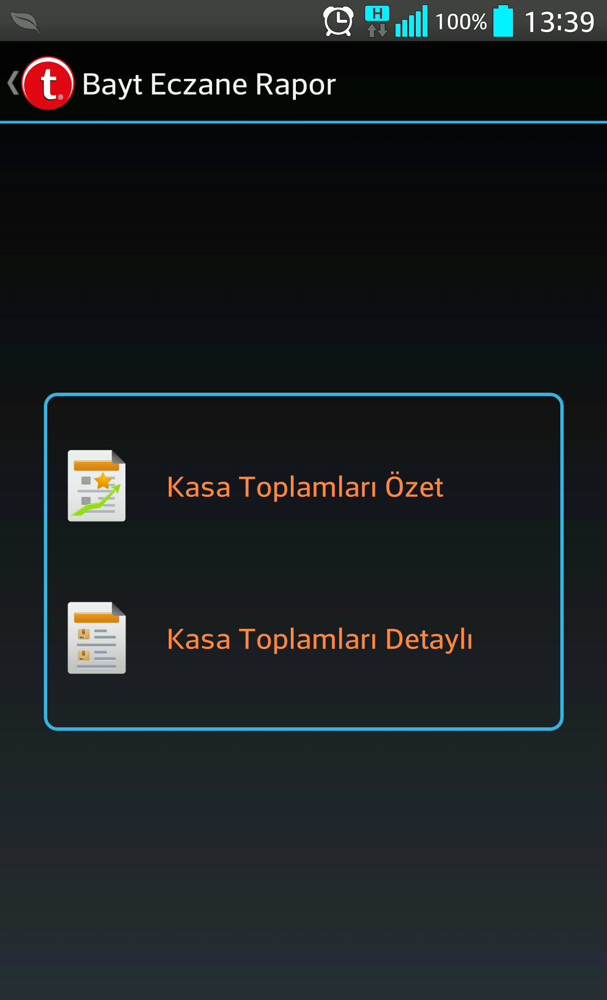 H
100%
13:39
t®
Bayt Eczane Rapor
Kasa Toplamları Özet
Kasa Toplamları Detaylı